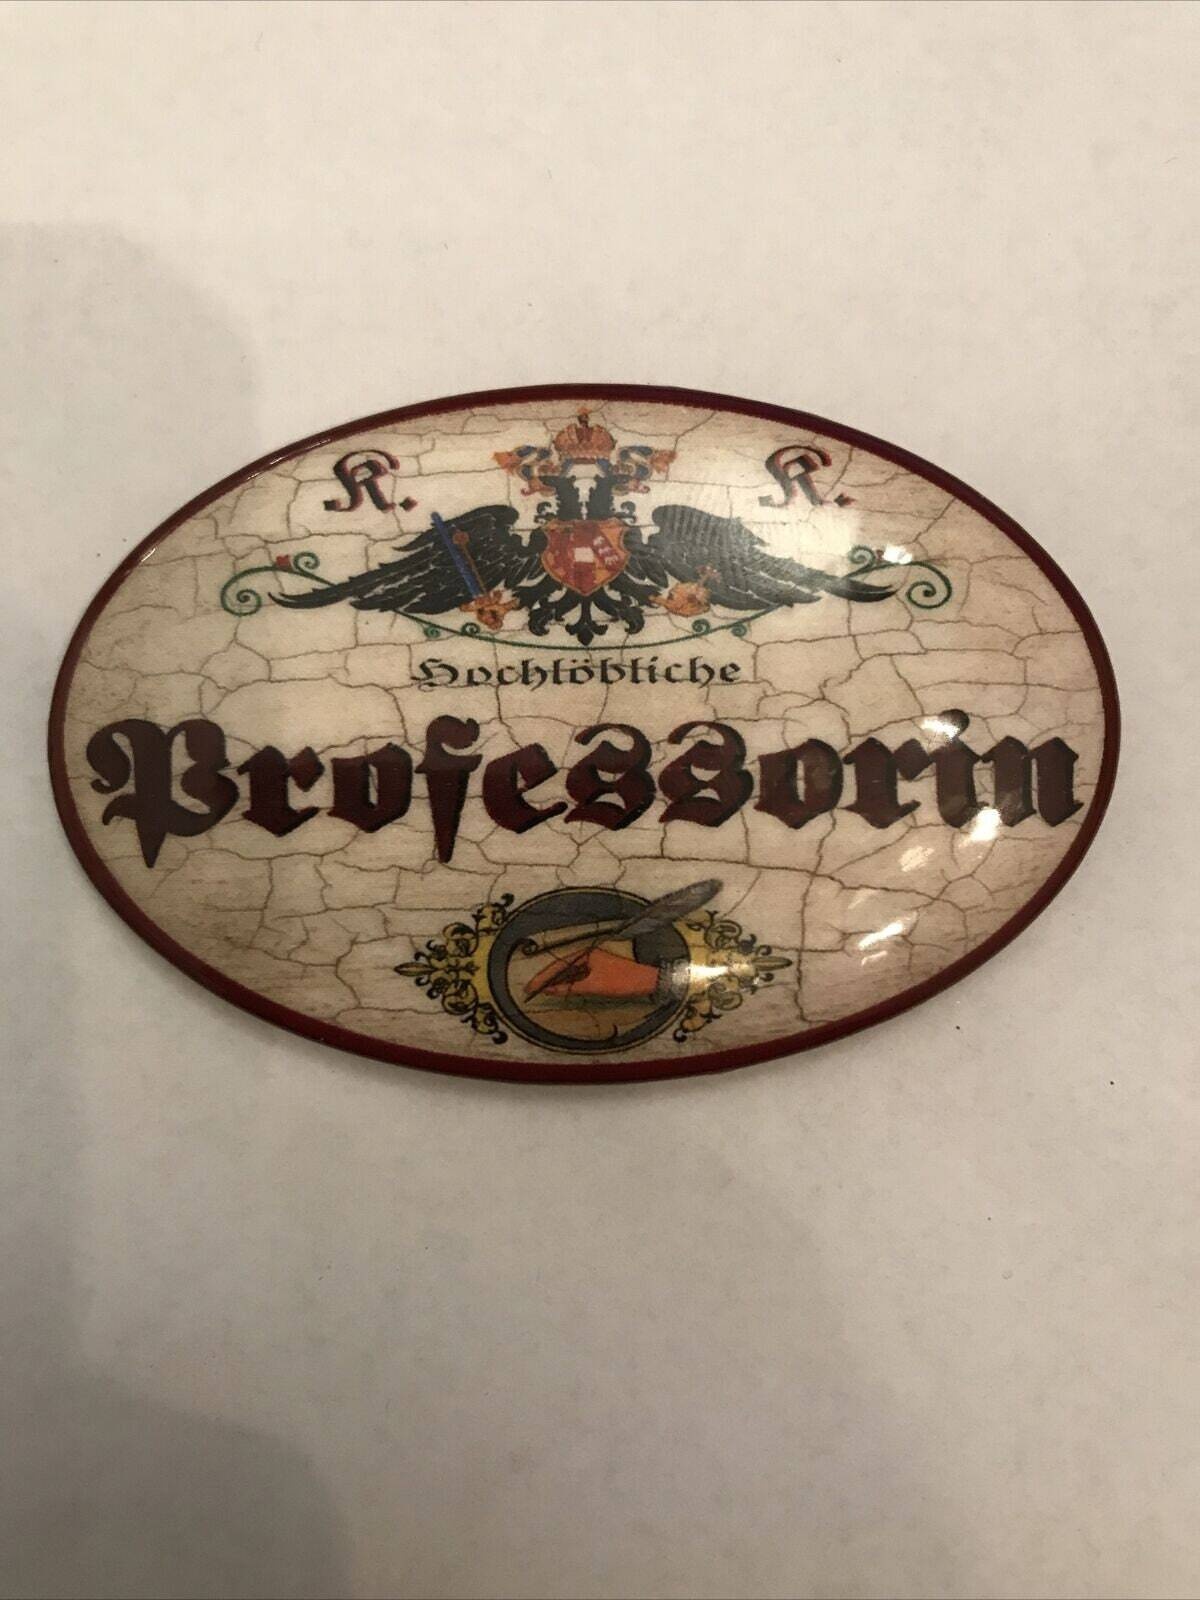 K. K.
Hochlöbliche
Professorin